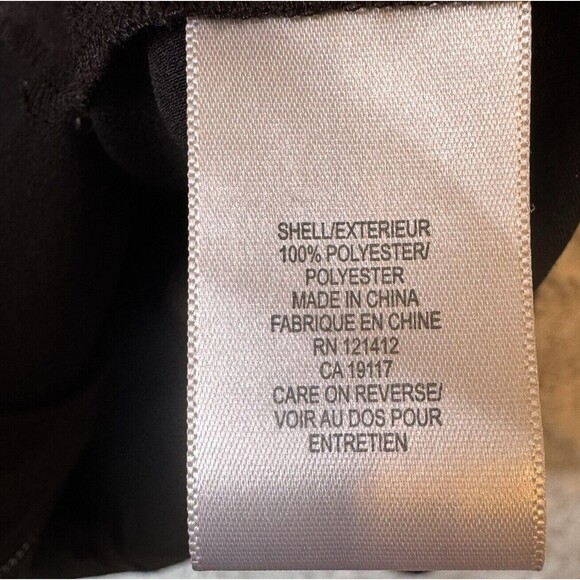 SHELL/EXTERIEUR
100% POLYESTER/
POLYESTER
MADE IN CHINA
FABRIQUE EN CHINE
RN 121412
CA 19117
CARE ON REVERSE/
VOIR AU DOS POUR
ENTRETIEN